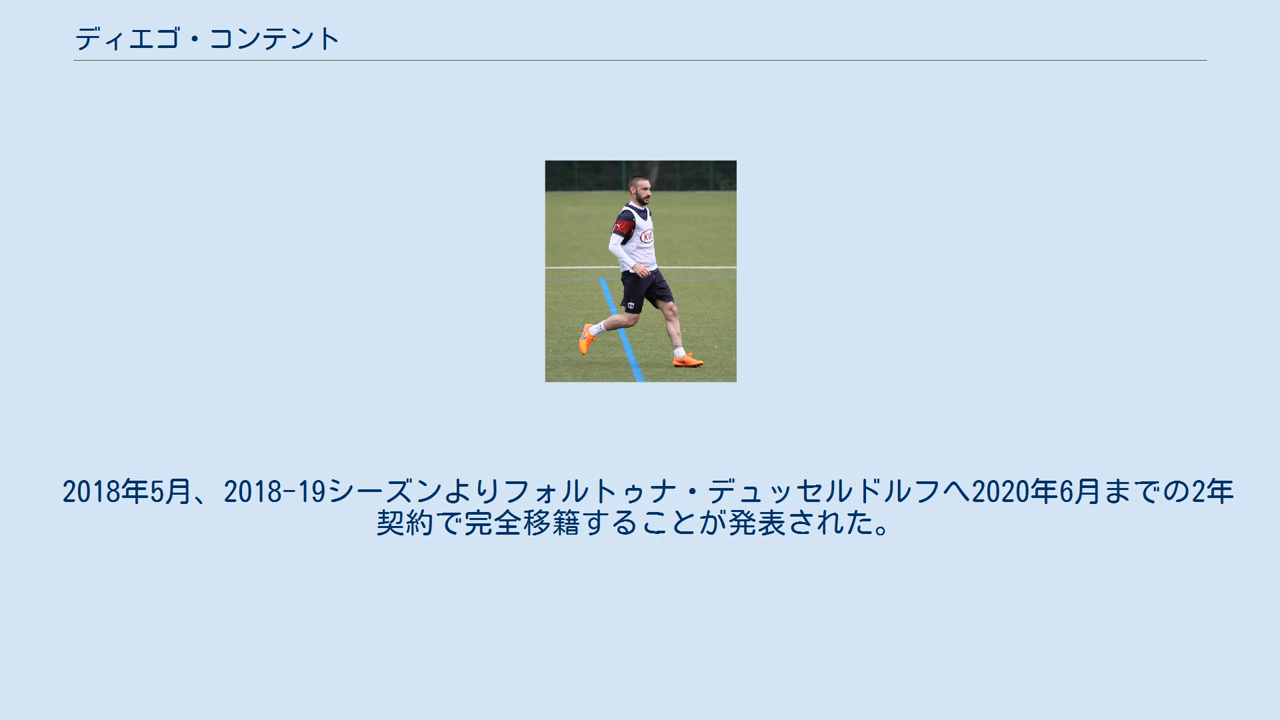 ディエゴ・コンテント
2018年5月、2018-19シーズンよりフォルトゥナ・デュッセルドルフへ2020年6月までの2年
契約で完全移籍することが発表された。